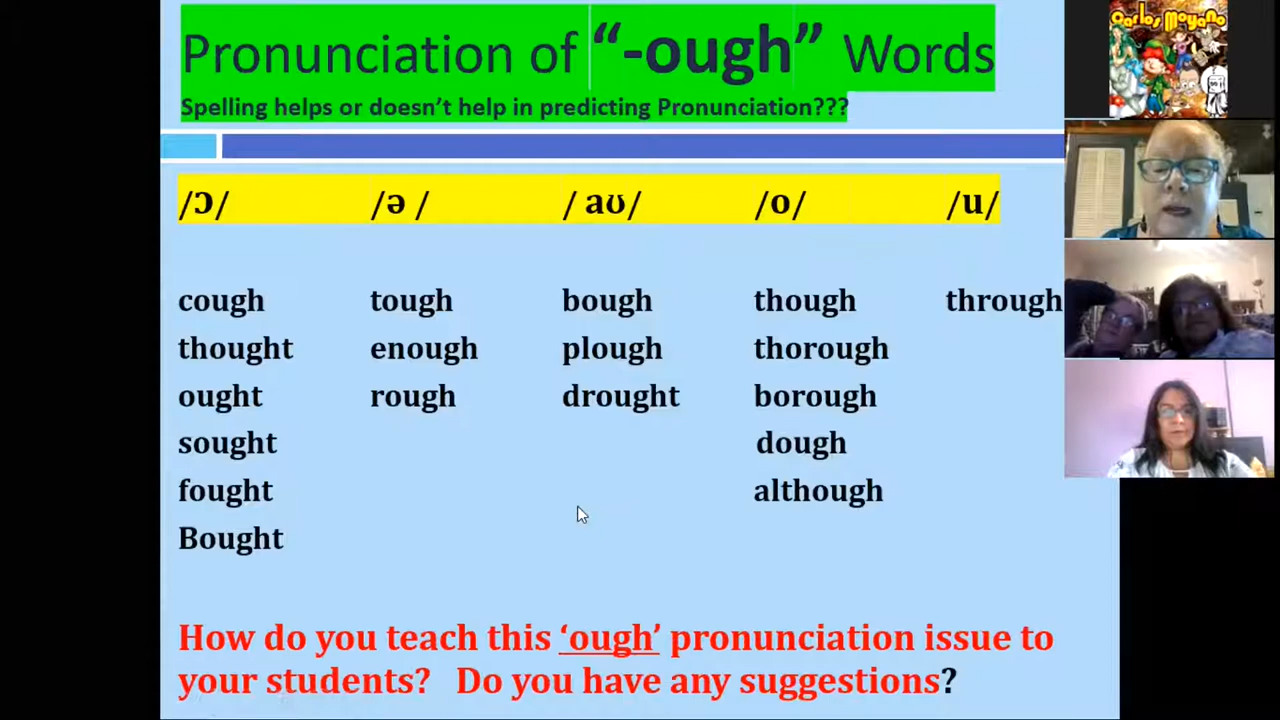 Pronunciation of “-ough” Words
Spelling helps or doesn’t help in predicting Pronunciation???
/ɔ/ /ə / / aʊ/ /o/ /u/
cough tough bough though through
thought enough plough thorough
ought rough drought borough
sought dough
fought although
Bought
How do you teach this ‘ough’ pronunciation issue to
your students? Do you have any suggestions?
Carlos Moyano